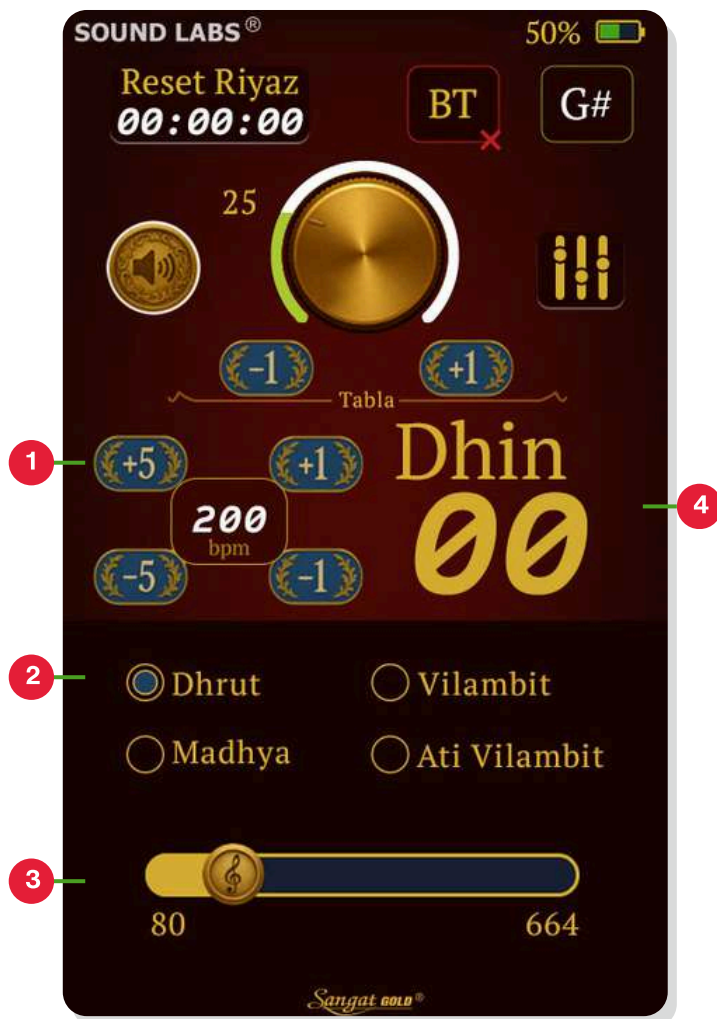 SOUND LABS®
50%
Reset Riyaz
00:00:00
BT
G#
25
-1
+1
Tabla
1
+5
+1
Dhin
200
bpm
00
4
-5
-1
2
Dhrut
Vilambit
Madhya
Ati Vilambit
3
80
664
Sangat GOLD®